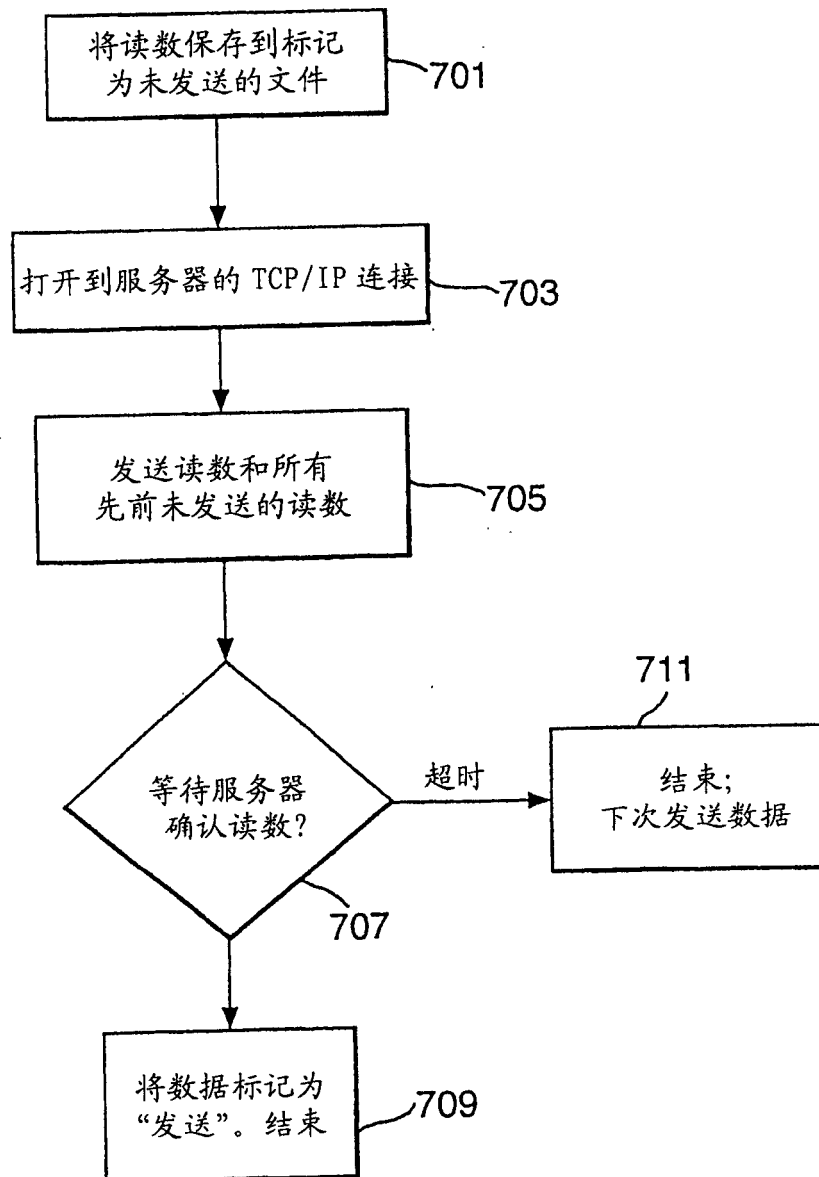 将读数保存到标记
为未发送的文件
701
打开到服务器的 TCP/IP 连接
703
发送读数和所有
先前未发送的读数
705
等待服务器
确认读数?
707
超时
711
结束;
下次发送数据
将数据标记为
“发送”。结束
709